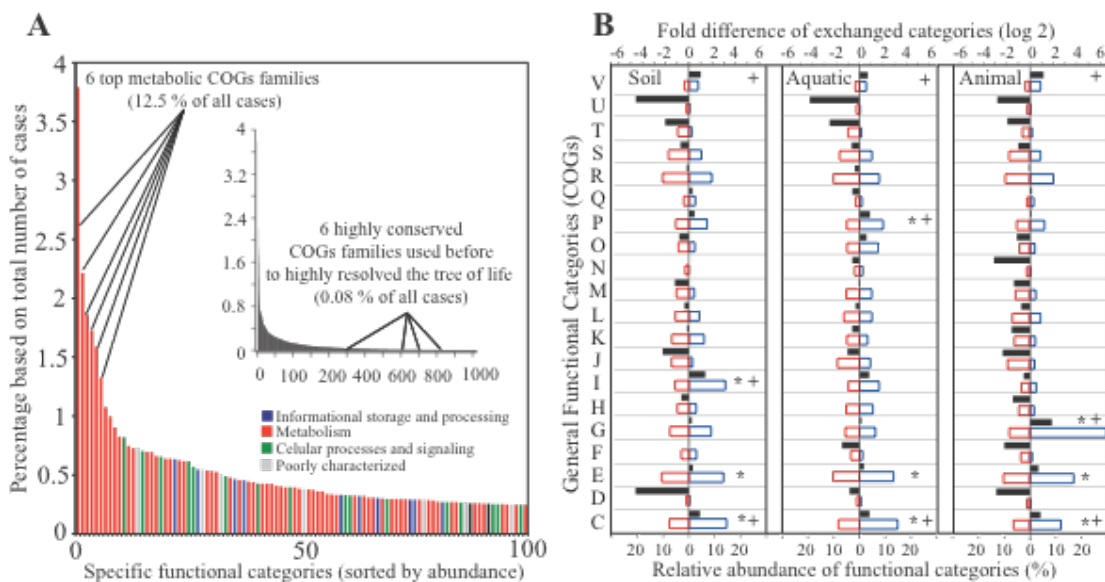 A
Percentage based on total number of cases
4
3.5
3
2.5
2
1.5
1
0.5
0
6 top metabolic COGs families
(12.5 % of all cases)
4
3.2
2.4
1.6
0.8
0
6 highly conserved
COGs families used before
to highly resolved the tree of life
(0.08 % of all cases)
0 100 200 300 400 600 800 1000
Informational storage and processing
Metabolism
Celular processes and signaling
Poorly characterized
0 50 100
Specific functional categories (sorted by abundance)
B
Fold difference of exchanged categories (log 2)
-6 -4 -2 0 2 4 6 -6 -4 -2 0 2 4 6 -6 -4 -2 0 2 4 6
General Functional Categories (COGs)
Soil + Aquatic + Animal +
V
U
T
S
R
Q
P * +
O
N
M
L
K
J
I * +
H
G * +
F
E * * *
D
C * + * + * +
20 10 0 10 20 20 10 0 10 20 20 10 0 10 20
Relative abundance of functional categories (%)